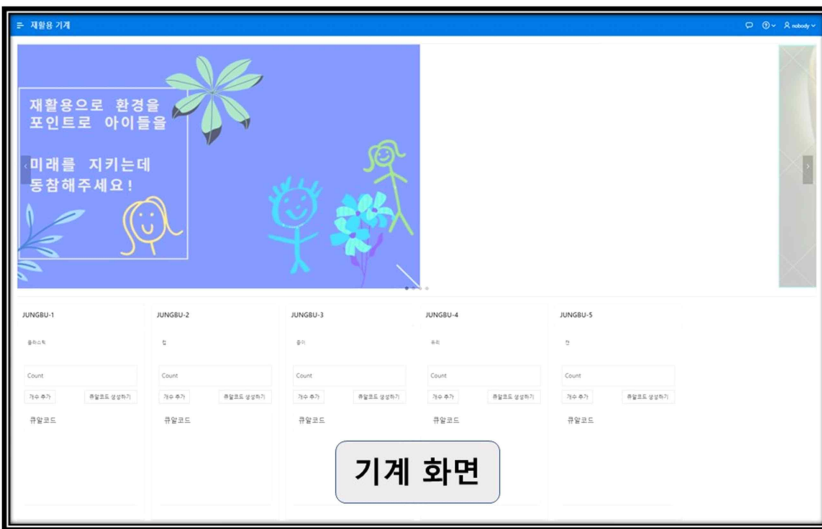 재활용 기계
nobody
재활용으로 환경을
포인트로 아이들을
미래를 지키는데
동참해주세요!
JUNGBU-1
JUNGBU-2
JUNGBU-3
JUNGBU-4
JUNGBU-5
플라스틱
컵
종이
유리
캔
Count
Count
Count
Count
Count
개수 추가
큐알코드 생성하기
개수 추가
큐알코드 생성하기
개수 추가
큐알코드 생성하기
개수 추가
큐알코드 생성하기
개수 추가
큐알코드 생성하기
큐알코드
큐알코드
큐알코드
큐알코드
큐알코드
기계 화면